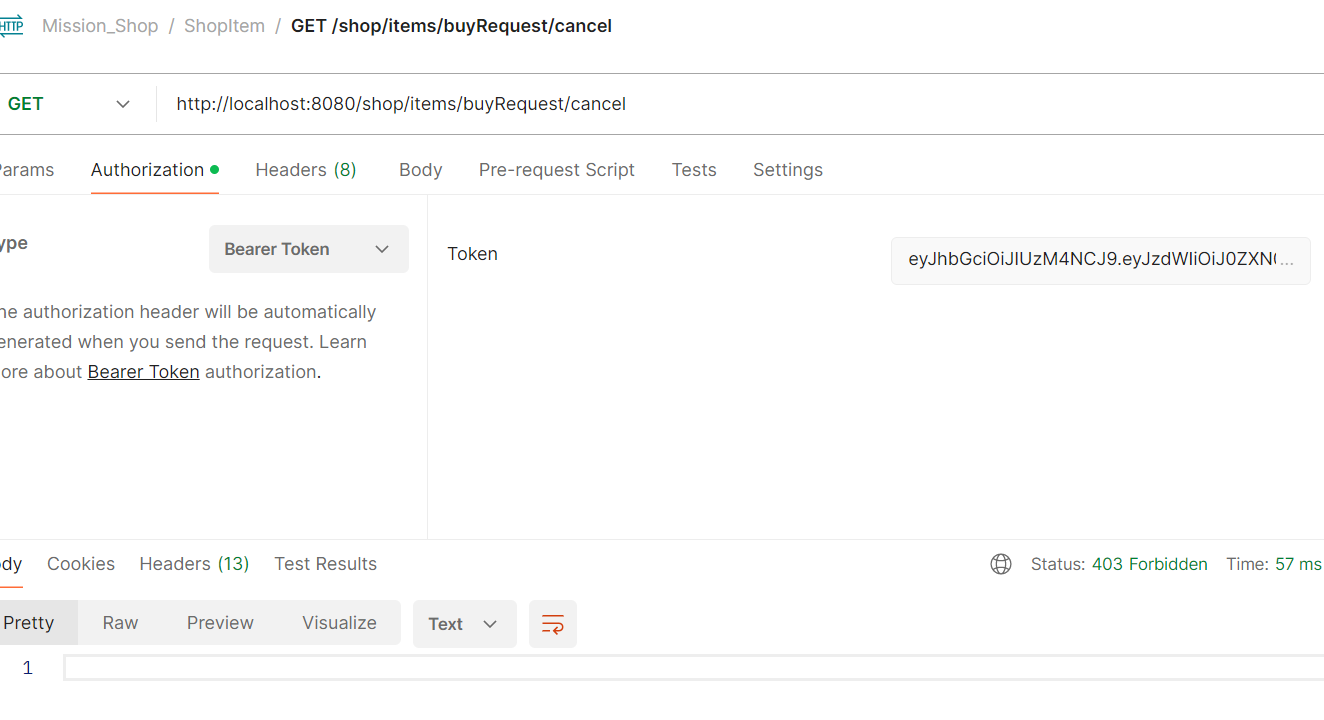 HTTP Mission_Shop / ShopItem / GET /shop/items/buyRequest/cancel
GET http://localhost:8080/shop/items/buyRequest/cancel
Params Authorization Headers (8) Body Pre-request Script Tests Settings
ype Bearer Token
Token eyJhbGciOiJIUzM4NCJ9.eyJzdWIiOiJ0ZXN0...
he authorization header will be automatically
enerated when you send the request. Learn
ore about Bearer Token authorization.
dy Cookies Headers (13) Test Results Status: 403 Forbidden Time: 57 ms
Pretty Raw Preview Visualize Text
1